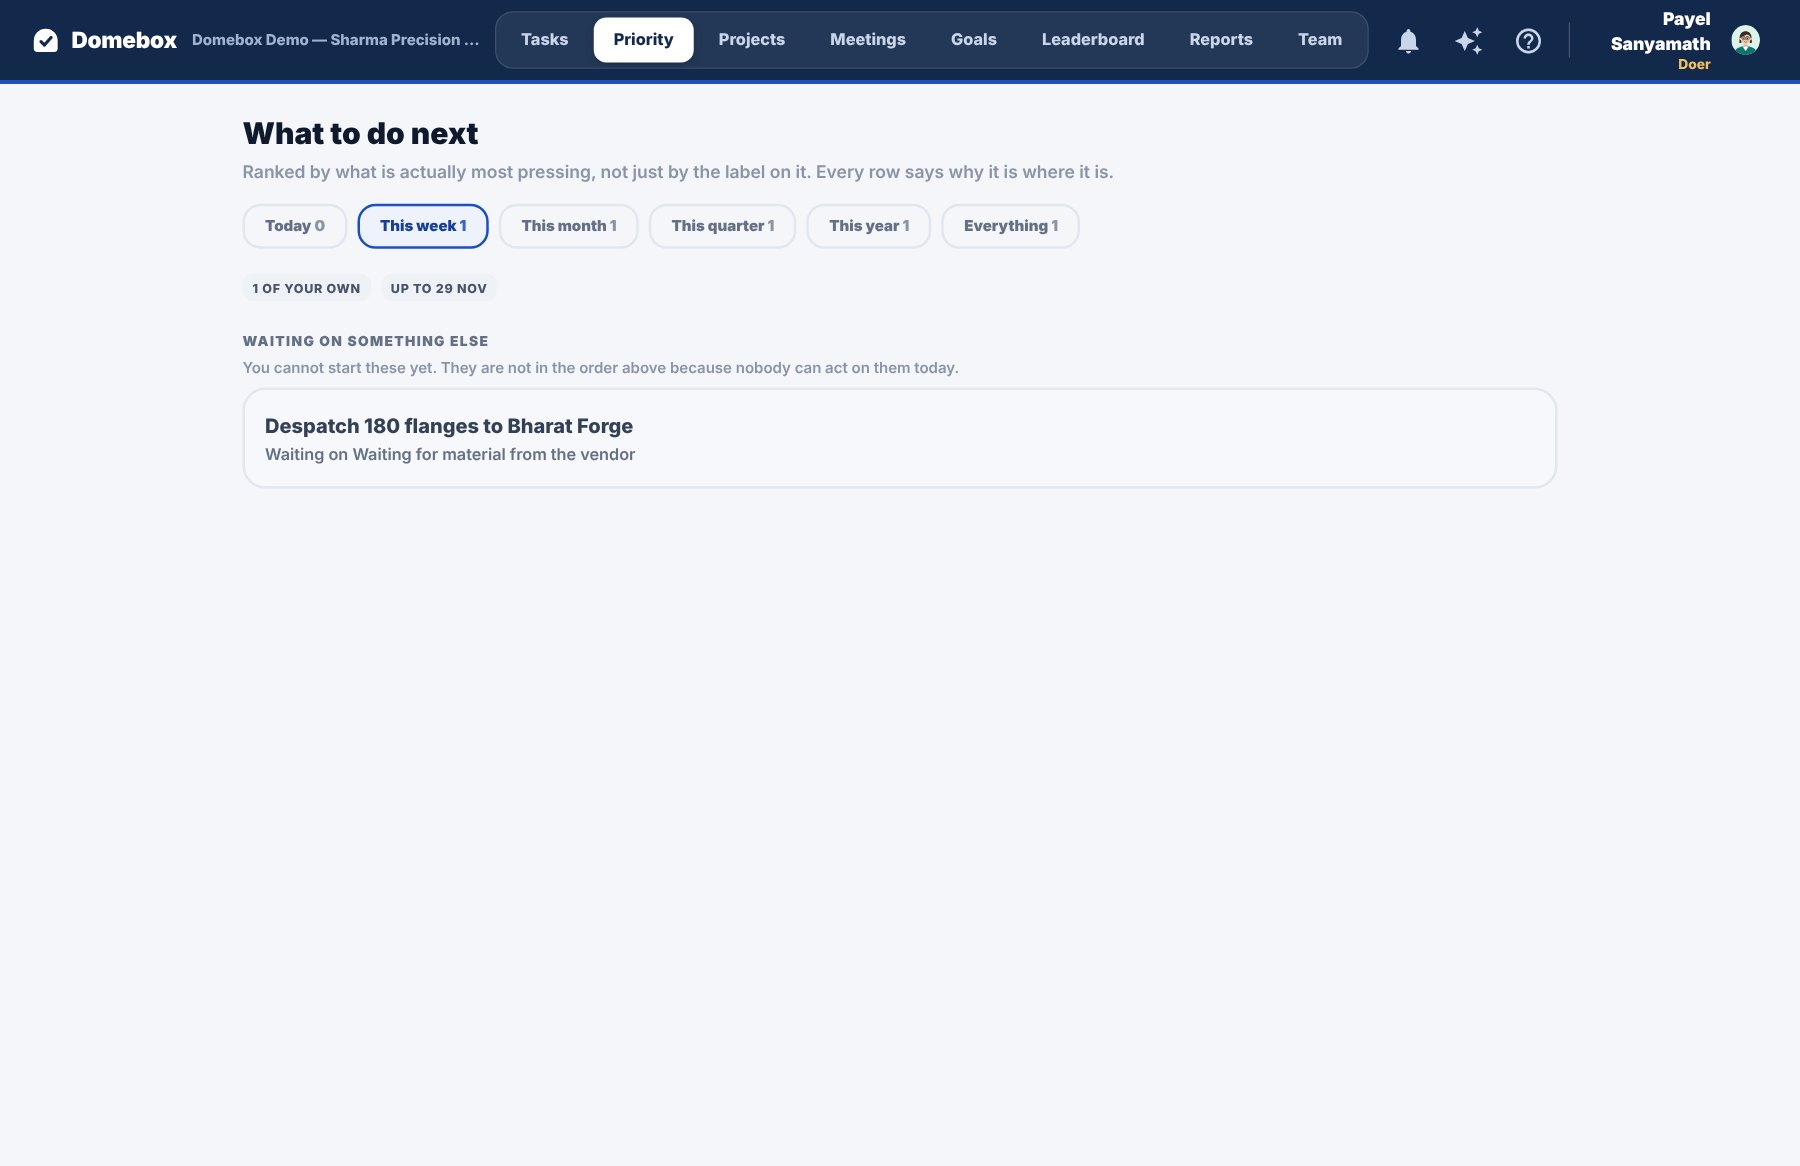 Domebox
Domebox Demo — Sharma Precision ...
Tasks
Priority
Projects
Meetings
Goals
Leaderboard
Reports
Team
Payel
Sanyamath
Doer
What to do next
Ranked by what is actually most pressing, not just by the label on it. Every row says why it is where it is.
Today 0
This week 1
This month 1
This quarter 1
This year 1
Everything 1
1 OF YOUR OWN
UP TO 29 NOV
WAITING ON SOMETHING ELSE
You cannot start these yet. They are not in the order above because nobody can act on them today.
Despatch 180 flanges to Bharat Forge
Waiting on Waiting for material from the vendor